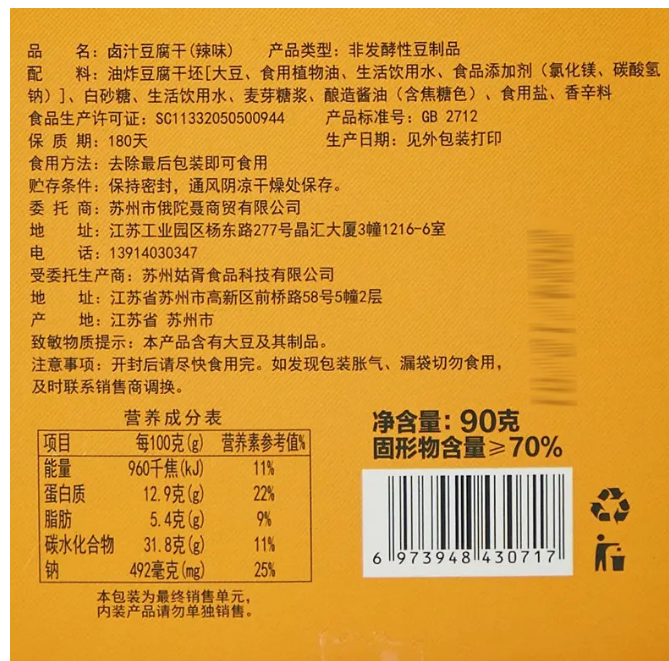 品　　名：卤汁豆腐干(辣味)　　产品类型：非发酵性豆制品
配　　料：油炸豆腐干坯[大豆、食用植物油、生活饮用水、食品添加剂（氯化镁、碳酸氢
钠）]、白砂糖、生活饮用水、麦芽糖浆、酿造酱油（含焦糖色）、食用盐、香辛料
食品生产许可证：SC11332050500944　　产品标准号：GB 2712
保 质 期：180天　　生产日期：见外包装打印
食用方法：去除最后包装即可食用
贮存条件：保持密封，通风阴凉干燥处保存。
委 托 商：苏州市俄陀聂商贸有限公司
地　　址：江苏工业园区杨东路277号晶汇大厦3幢1216-6室
电　　话：13914030347
受委托生产商：苏州姑胥食品科技有限公司
地　　址：江苏省苏州市高新区前桥路58号5幢2层
产　　地：江苏省 苏州市
致敏物质提示：本产品含有大豆及其制品。
注意事项：开封后请尽快食用完。如发现包装胀气、漏袋切勿食用，
及时联系销售商调换。
营养成分表
项目　每100克(g)　营养素参考值%
能量　960千焦(kJ)　11%
蛋白质　12.9克(g)　22%
脂肪　5.4克(g)　9%
碳水化合物　31.8克(g)　11%
钠　492毫克(mg)　25%
本包装为最终销售单元，
内装产品请勿单独销售。
净含量：90克
固形物含量≥70%
6 973948 430717